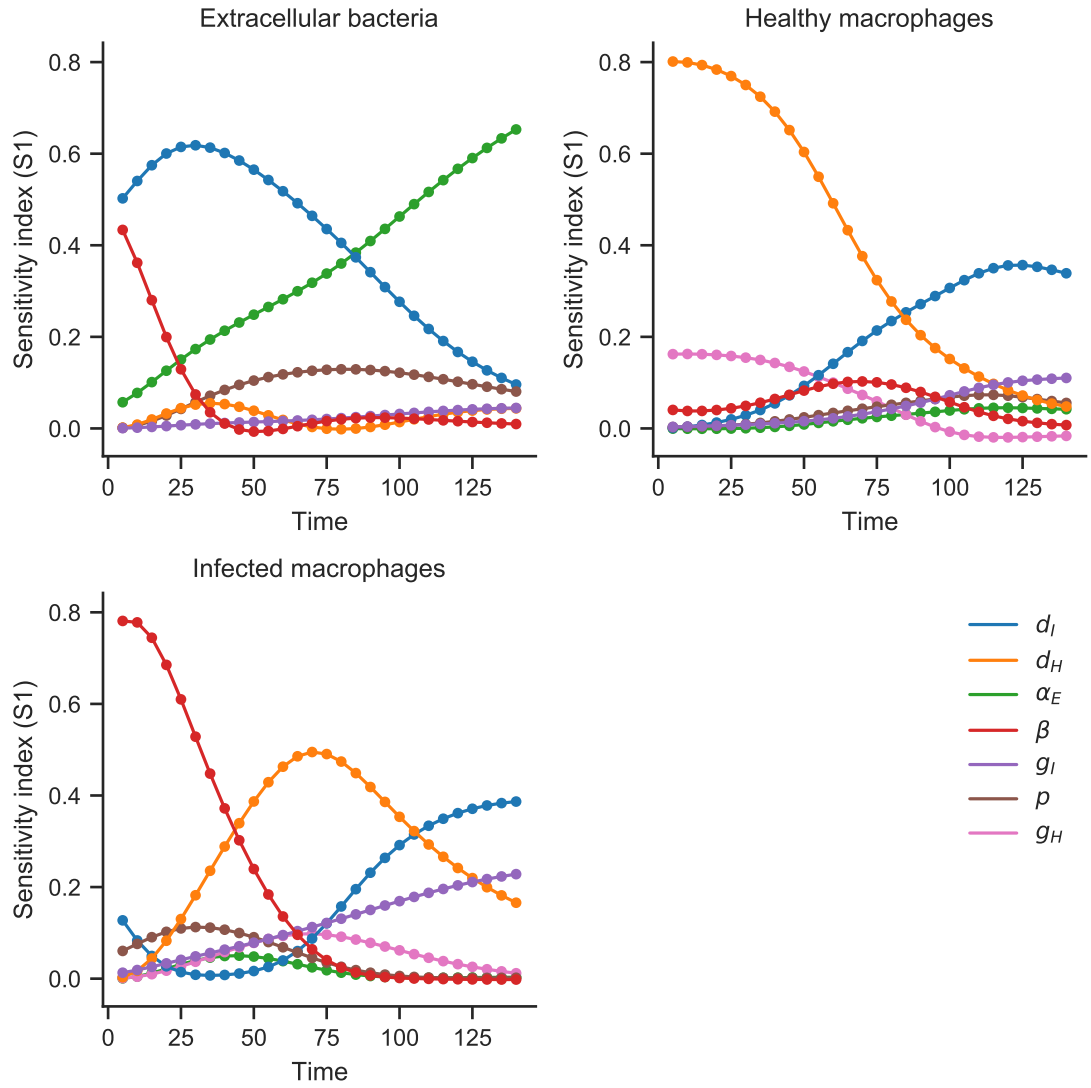 Extracellular bacteria
Healthy macrophages
0.8
0.6
0.4
0.2
0.0
Sensitivity index (S1)
0 25 50 75 100 125
Time
0.8
0.6
0.4
0.2
0.0
Sensitivity index (S1)
0 25 50 75 100 125
Time
Infected macrophages
0.8
0.6
0.4
0.2
0.0
Sensitivity index (S1)
0 25 50 75 100 125
Time
d_I
d_H
α_E
β
g_I
p
g_H